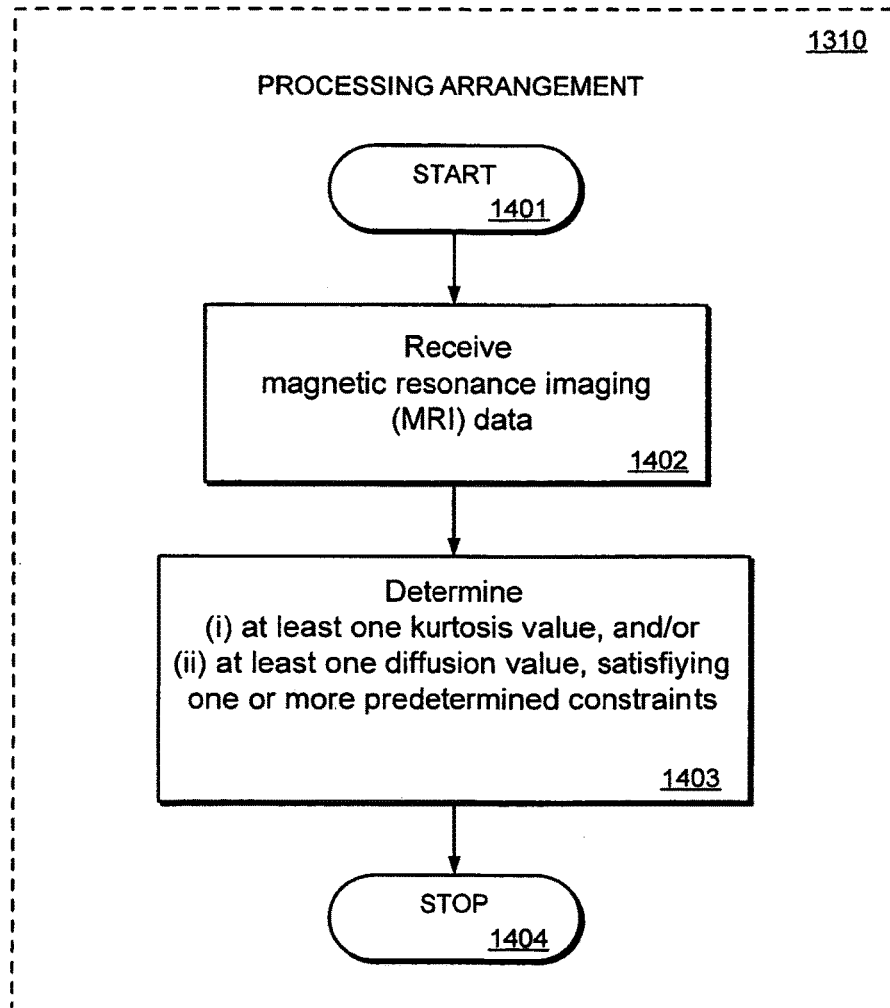 1310
PROCESSING ARRANGEMENT
START
1401
Receive
magnetic resonance imaging
(MRI) data
1402
Determine
(i) at least one kurtosis value, and/or
(ii) at least one diffusion value, satisfiying
one or more predetermined constraints
1403
STOP
1404